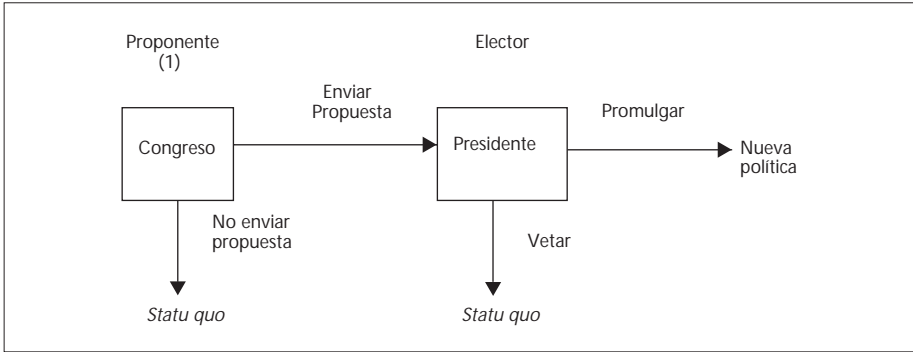 Proponente
(1)
Elector
Enviar
Propuesta
Promulgar
Congreso
Presidente
Nueva
política
No enviar
propuesta
Vetar
Statu quo
Statu quo